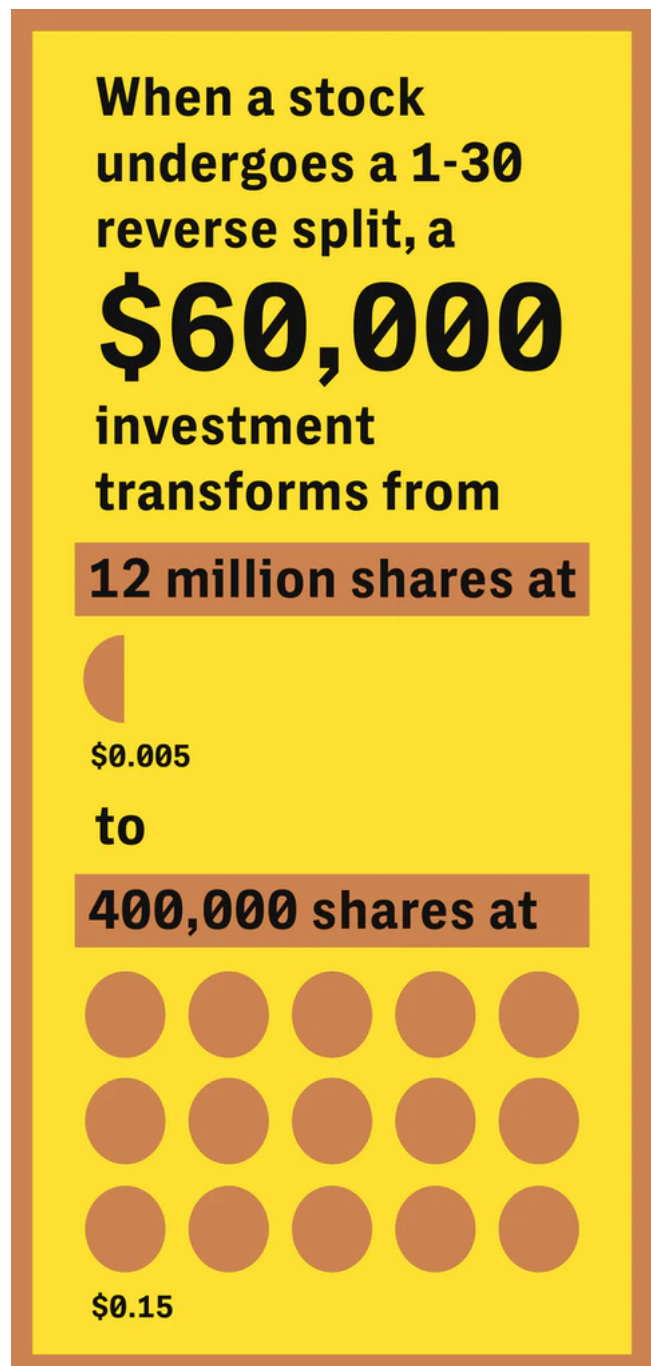 When a stock
undergoes a 1-30
reverse split, a
$60,000
investment
transforms from
12 million shares at
$0.005
to
400,000 shares at
$0.15